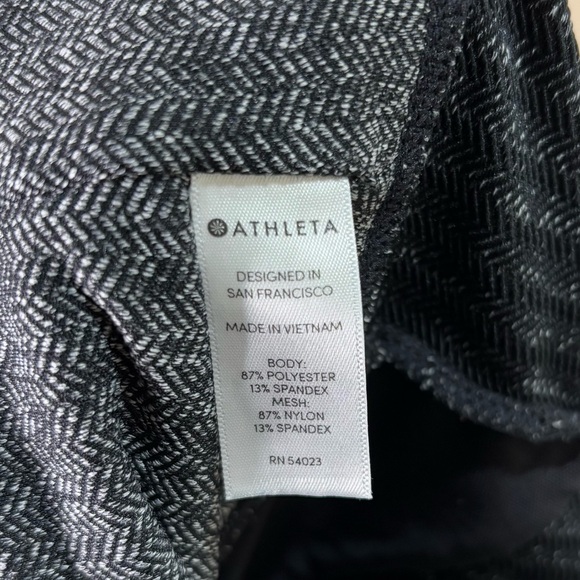 ATHLETA
DESIGNED IN
SAN FRANCISCO
MADE IN VIETNAM
BODY:
87% POLYESTER
13% SPANDEX
MESH:
87% NYLON
13% SPANDEX
RN 54023